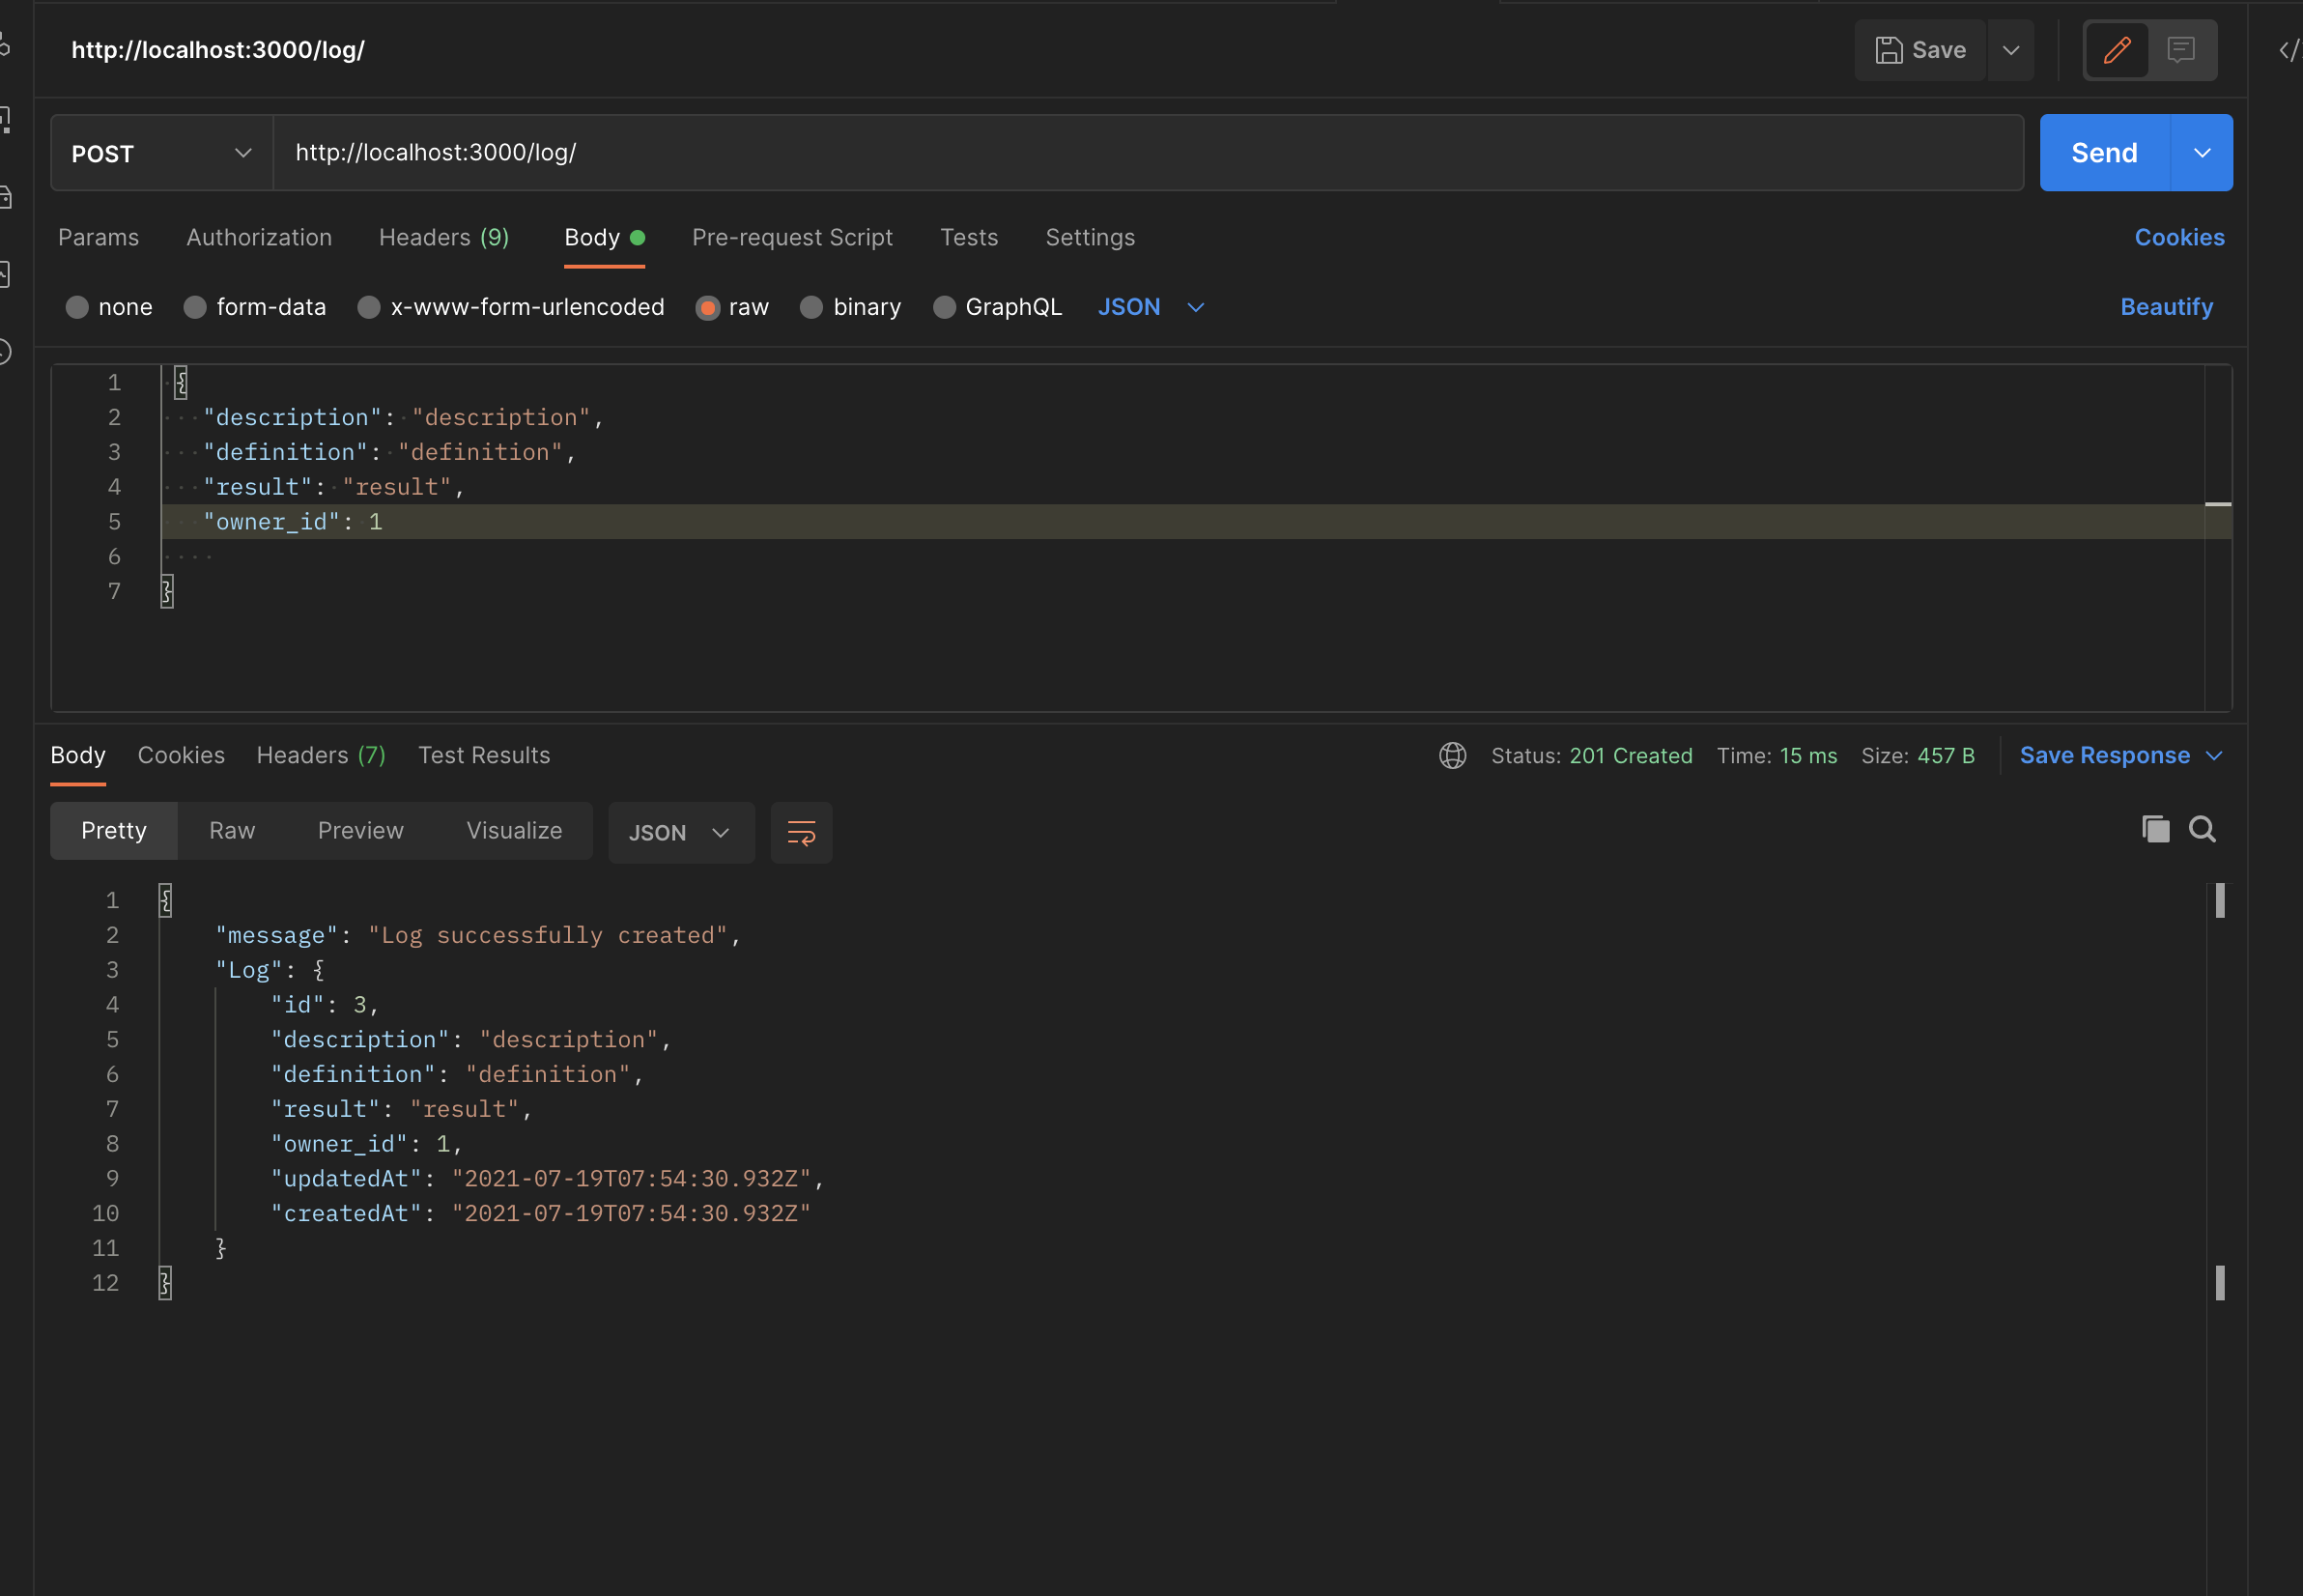 http://localhost:3000/log/
Save
POST
http://localhost:3000/log/
Send
Params Authorization Headers (9) Body Pre-request Script Tests Settings Cookies
none form-data x-www-form-urlencoded raw binary GraphQL JSON Beautify
1 {
2 "description": "description",
3 "definition": "definition",
4 "result": "result",
5 "owner_id": 1
6
7 }
Body Cookies Headers (7) Test Results Status: 201 Created Time: 15 ms Size: 457 B Save Response
Pretty Raw Preview Visualize JSON
1 {
2 "message": "Log successfully created",
3 "Log": {
4 "id": 3,
5 "description": "description",
6 "definition": "definition",
7 "result": "result",
8 "owner_id": 1,
9 "updatedAt": "2021-07-19T07:54:30.932Z",
10 "createdAt": "2021-07-19T07:54:30.932Z"
11 }
12 }